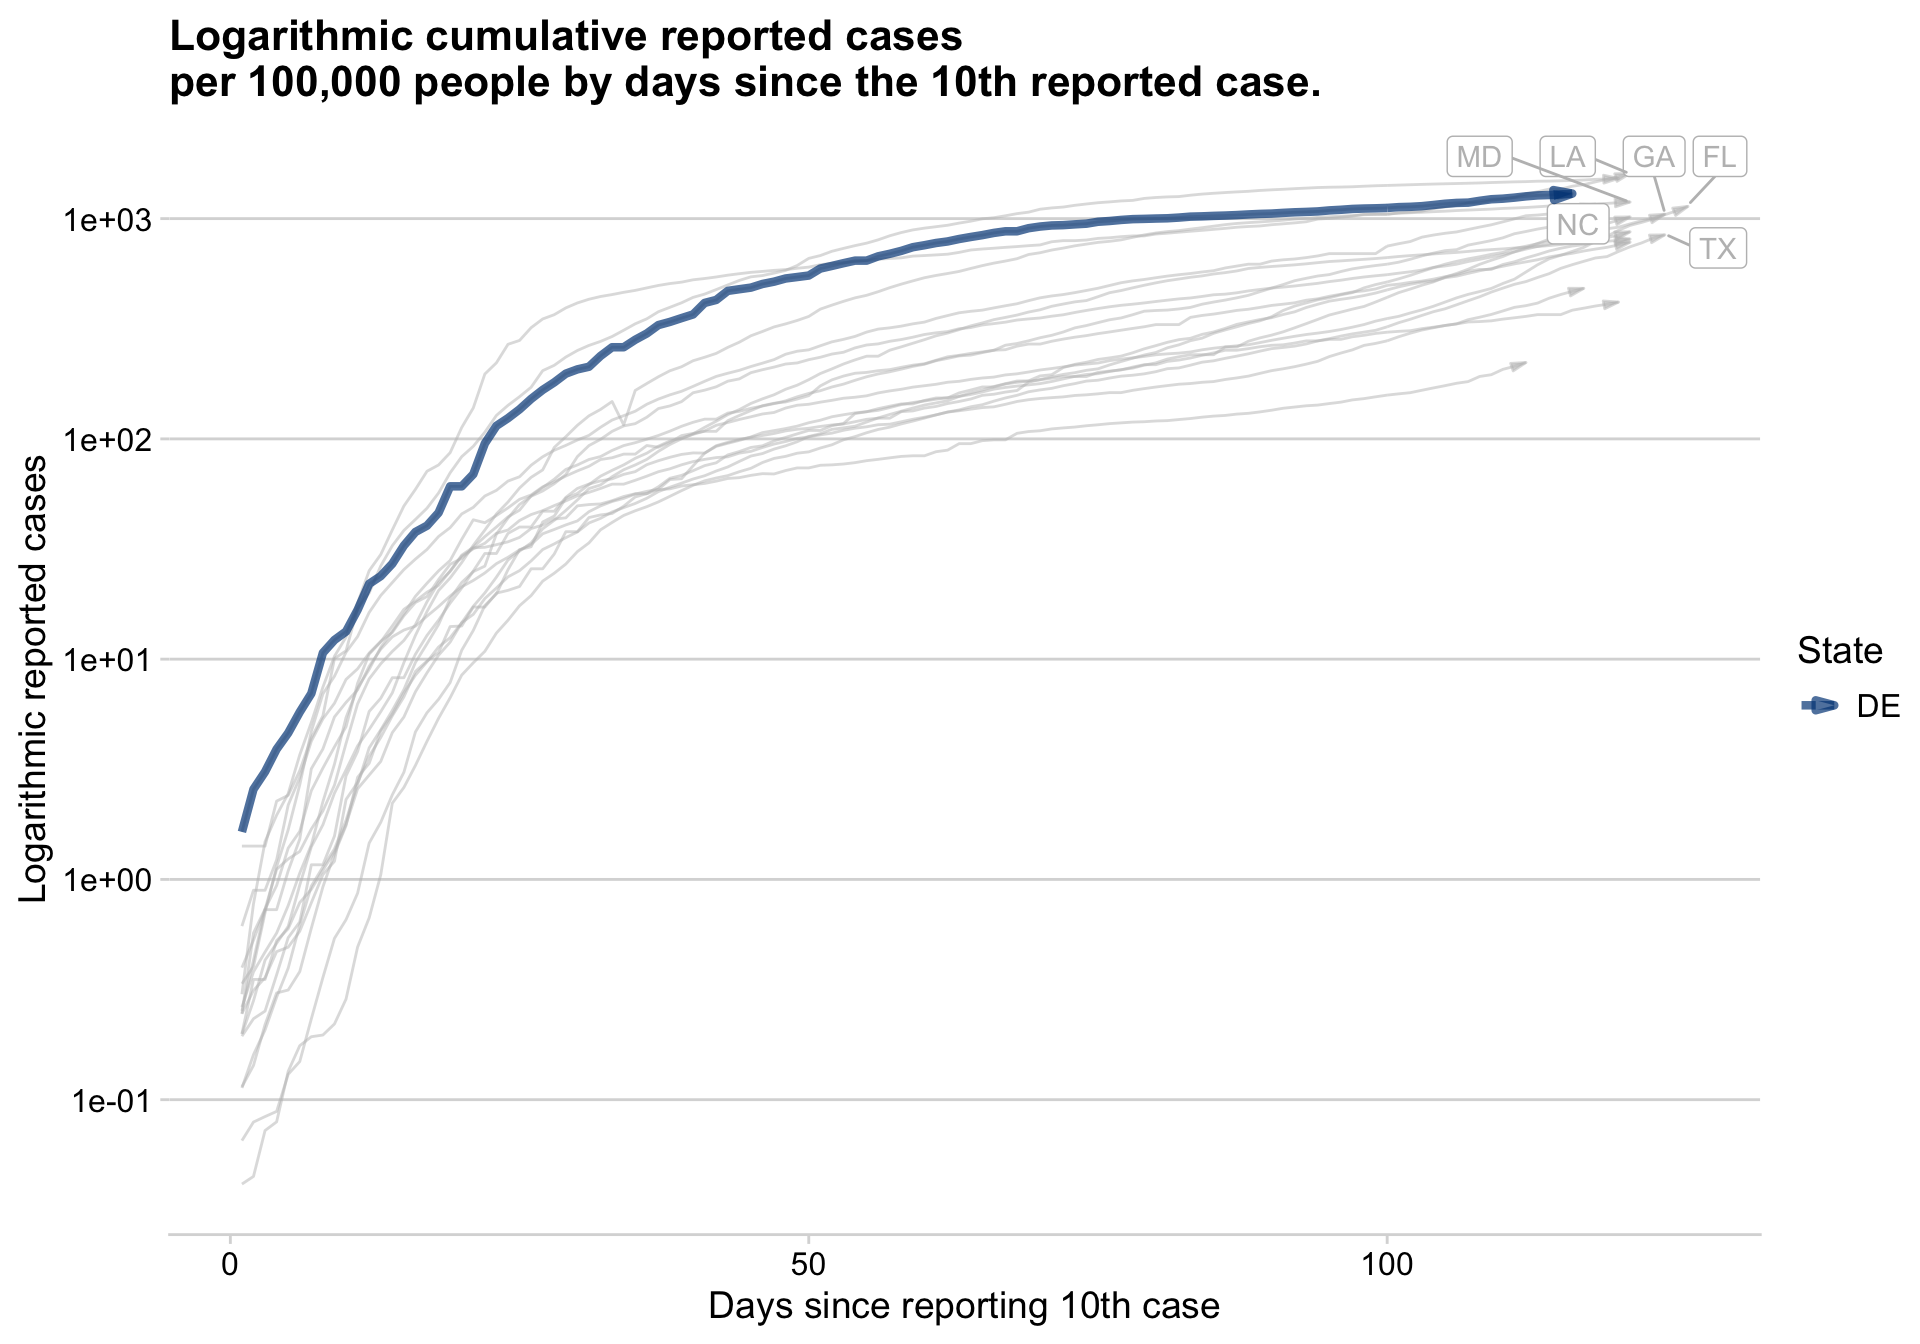 Logarithmic cumulative reported cases
per 100,000 people by days since the 10th reported case.
MD
LA
GA
FL
NC
TX
1e+03
1e+02
1e+01
1e+00
1e-01
Logarithmic reported cases
State
DE
0
50
100
Days since reporting 10th case